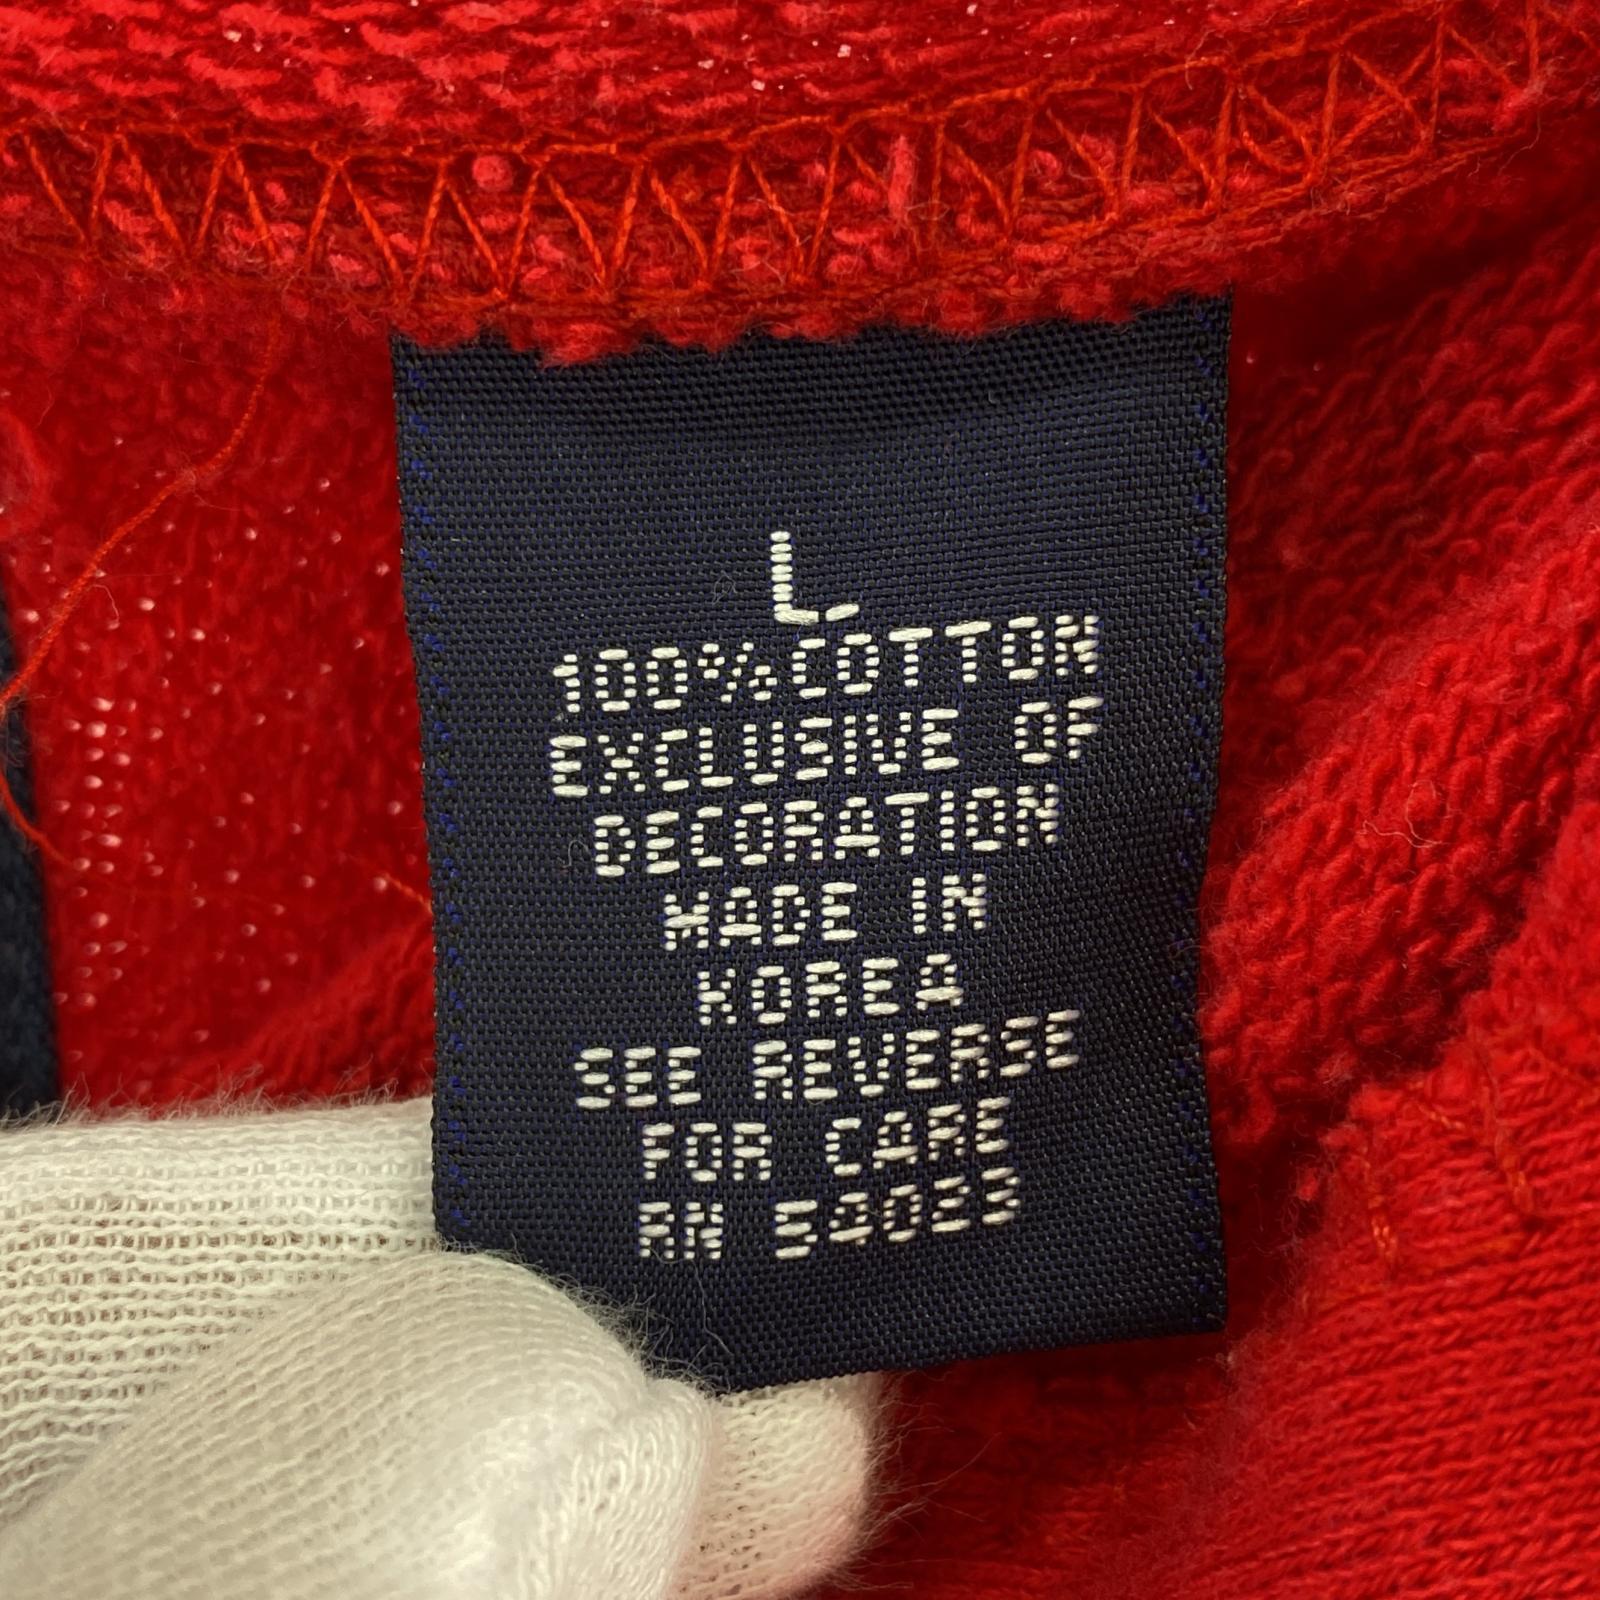 L
100%COTTON
EXCLUSIVE OF
DECORATION
MADE IN
KOREA
SEE REVERSE
FOR CARE
RN 54023